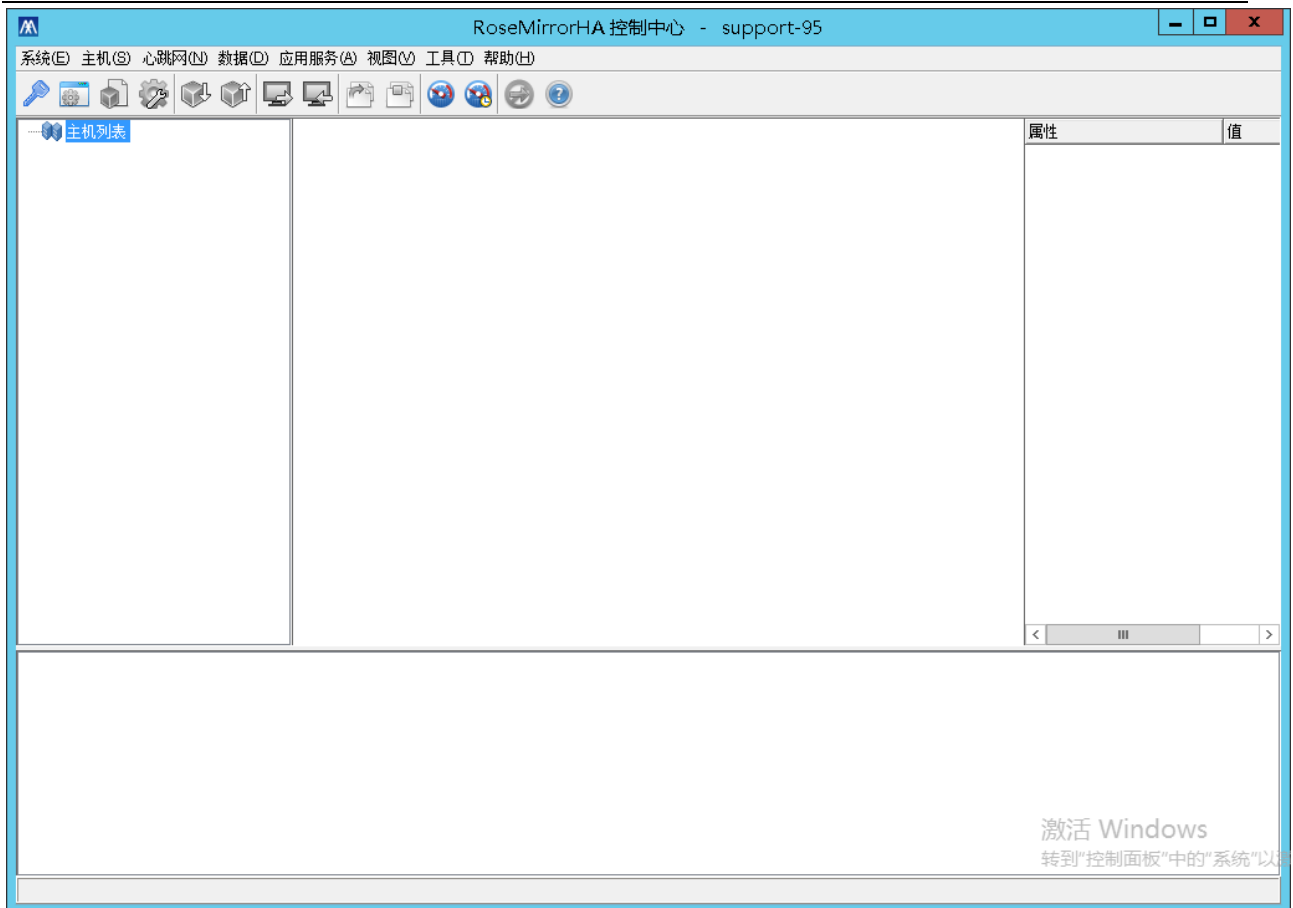 RoseMirrorHA 控制中心 - support-95
系统(E) 主机(S) 心跳网(N) 数据(D) 应用服务(A) 视图(V) 工具(T) 帮助(H)
主机列表
属性 值
激活 Windows
转到"控制面板"中的"系统"以